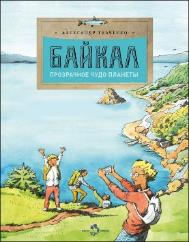 Александр Ткаченко
БАЙКАЛ
ПРОЗРАЧНОЕ ЧУДО ПЛАНЕТЫ